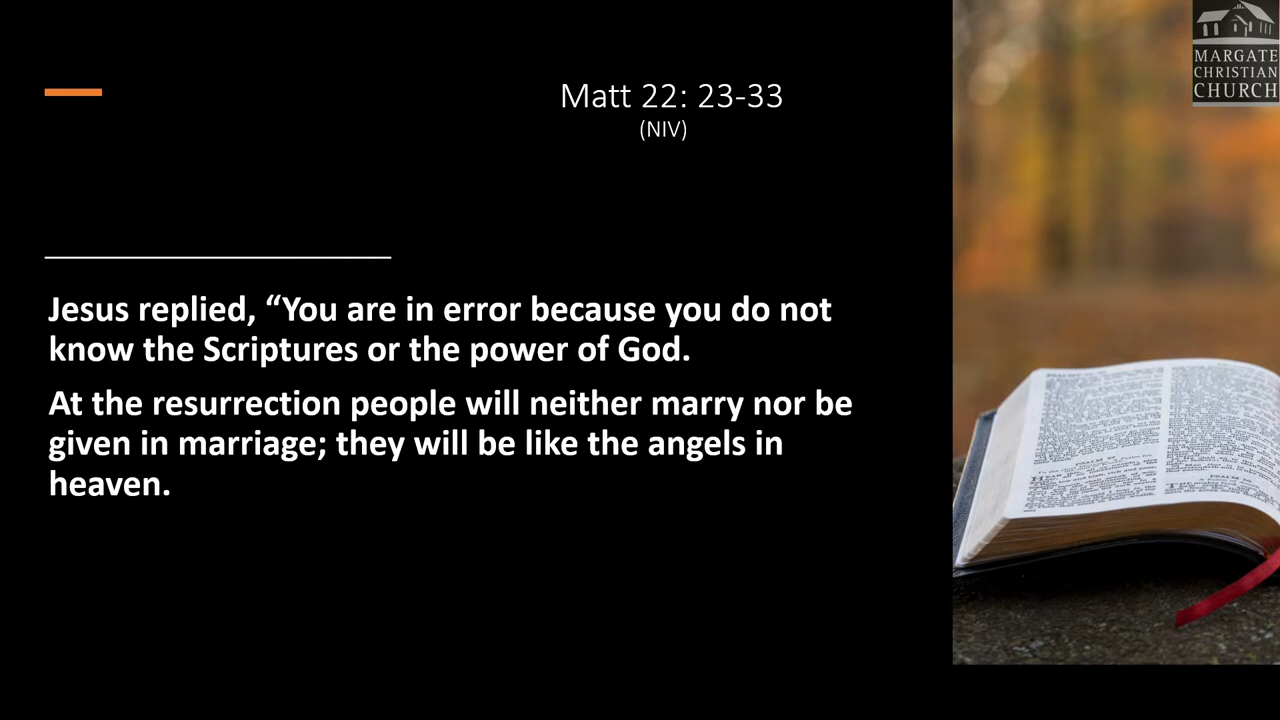 MARGATE
CHRISTIAN
CHURCH
Matt 22: 23-33
(NIV)
Jesus replied, “You are in error because you do not
know the Scriptures or the power of God.
At the resurrection people will neither marry nor be
given in marriage; they will be like the angels in
heaven.